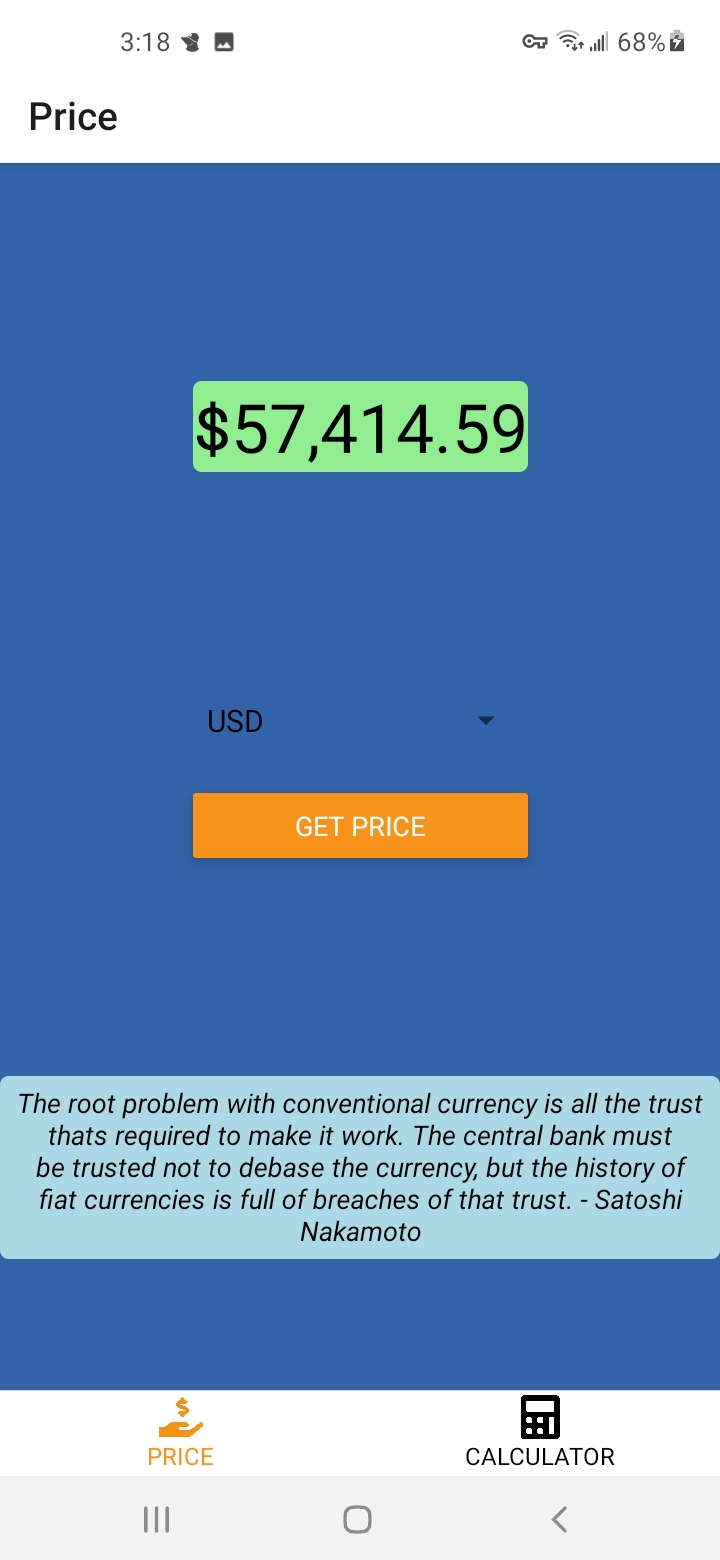 3:18 68%
Price
$57,414.59
USD
GET PRICE
The root problem with conventional currency is all the trust
thats required to make it work. The central bank must
be trusted not to debase the currency, but the history of
fiat currencies is full of breaches of that trust. - Satoshi
Nakamoto
PRICE CALCULATOR